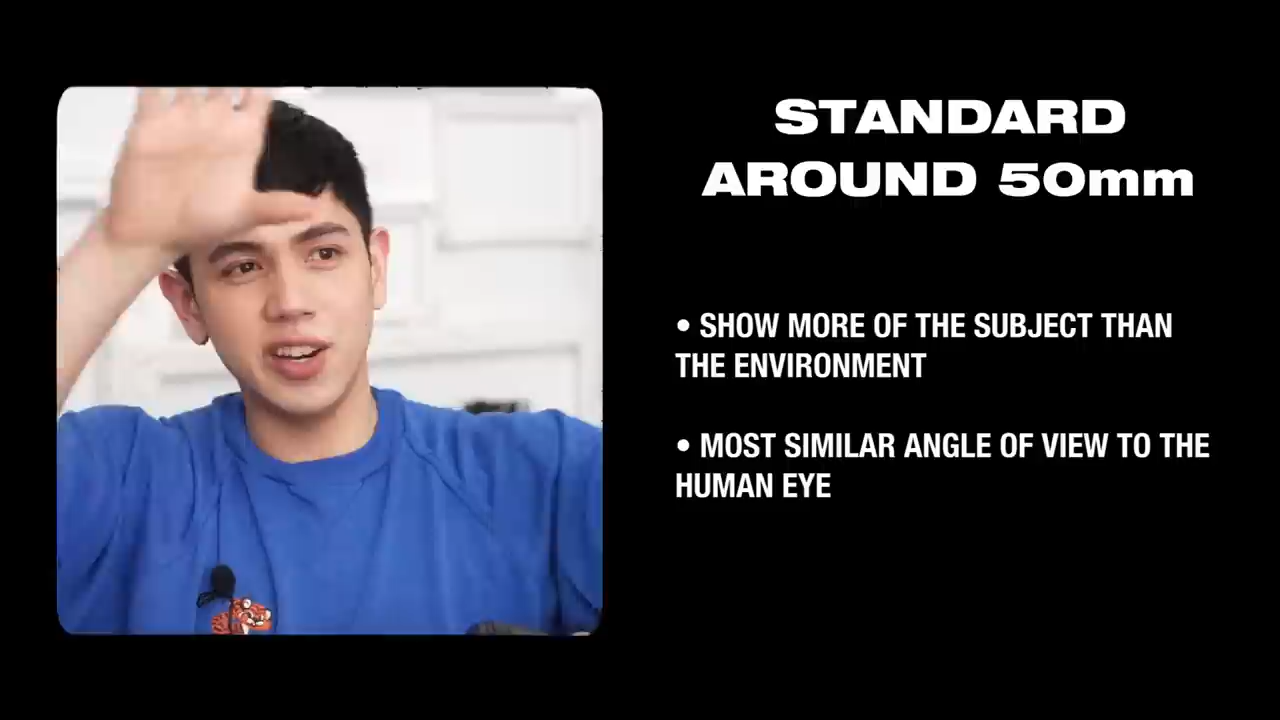 STANDARD
AROUND 50mm
• SHOW MORE OF THE SUBJECT THAN
THE ENVIRONMENT
• MOST SIMILAR ANGLE OF VIEW TO THE
HUMAN EYE